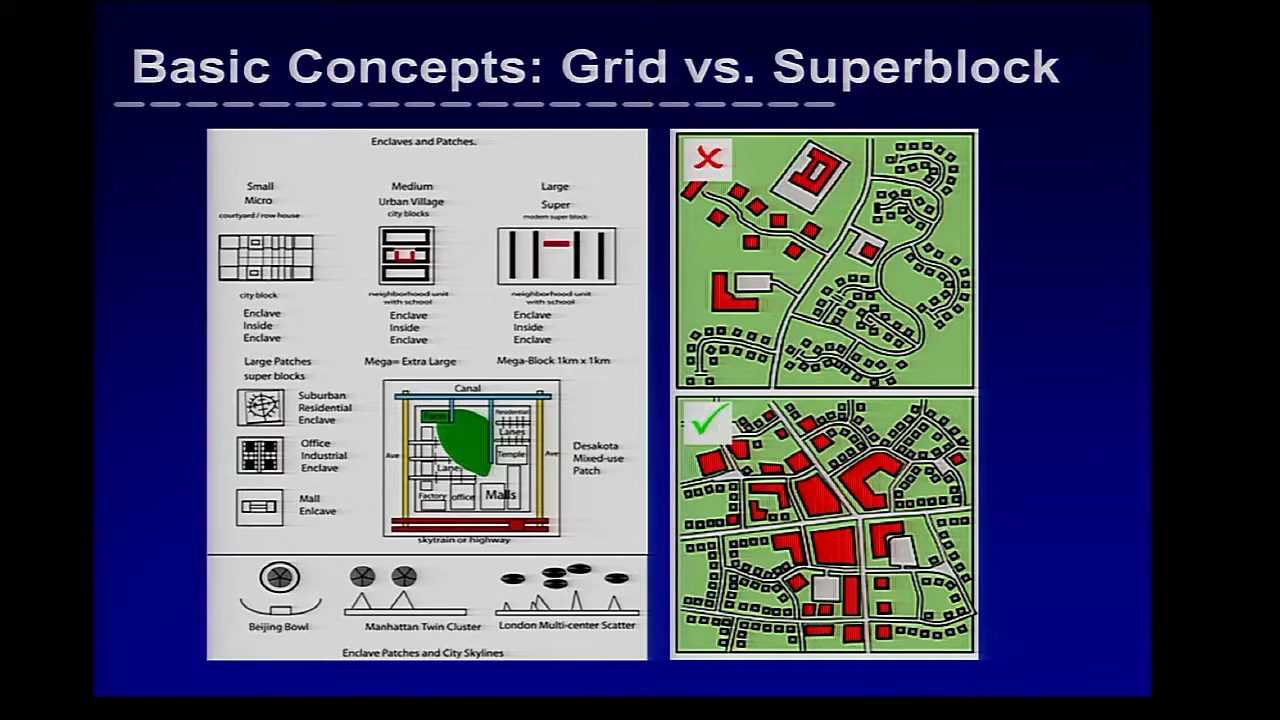 Basic Concepts: Grid vs. Superblock
Enclaves and Patches.
Small
Micro
courtyard / row house
Medium
Urban Village
city blocks
Large
Super
modern super block
city block
neighborhood unit
with school
neighborhood unit
with school
Enclave
Inside
Enclave
Enclave
Inside
Enclave
Enclave
Inside
Enclave
Large Patches
super blocks
Mega= Extra Large
Mega-Block 1km x 1km
Suburban
Residential
Enclave
Office
Industrial
Enclave
Mall
Enlcave
Canal
Farm
Residential
Lanes
Ave
Temple
Ave
Lane
Factory
office
Malls
skytrain or highway
Desakota
Mixed-use
Patch
Beijing Bowl
Manhattan Twin Cluster
London Multi-center Scatter
Enclave Patches and City Skylines